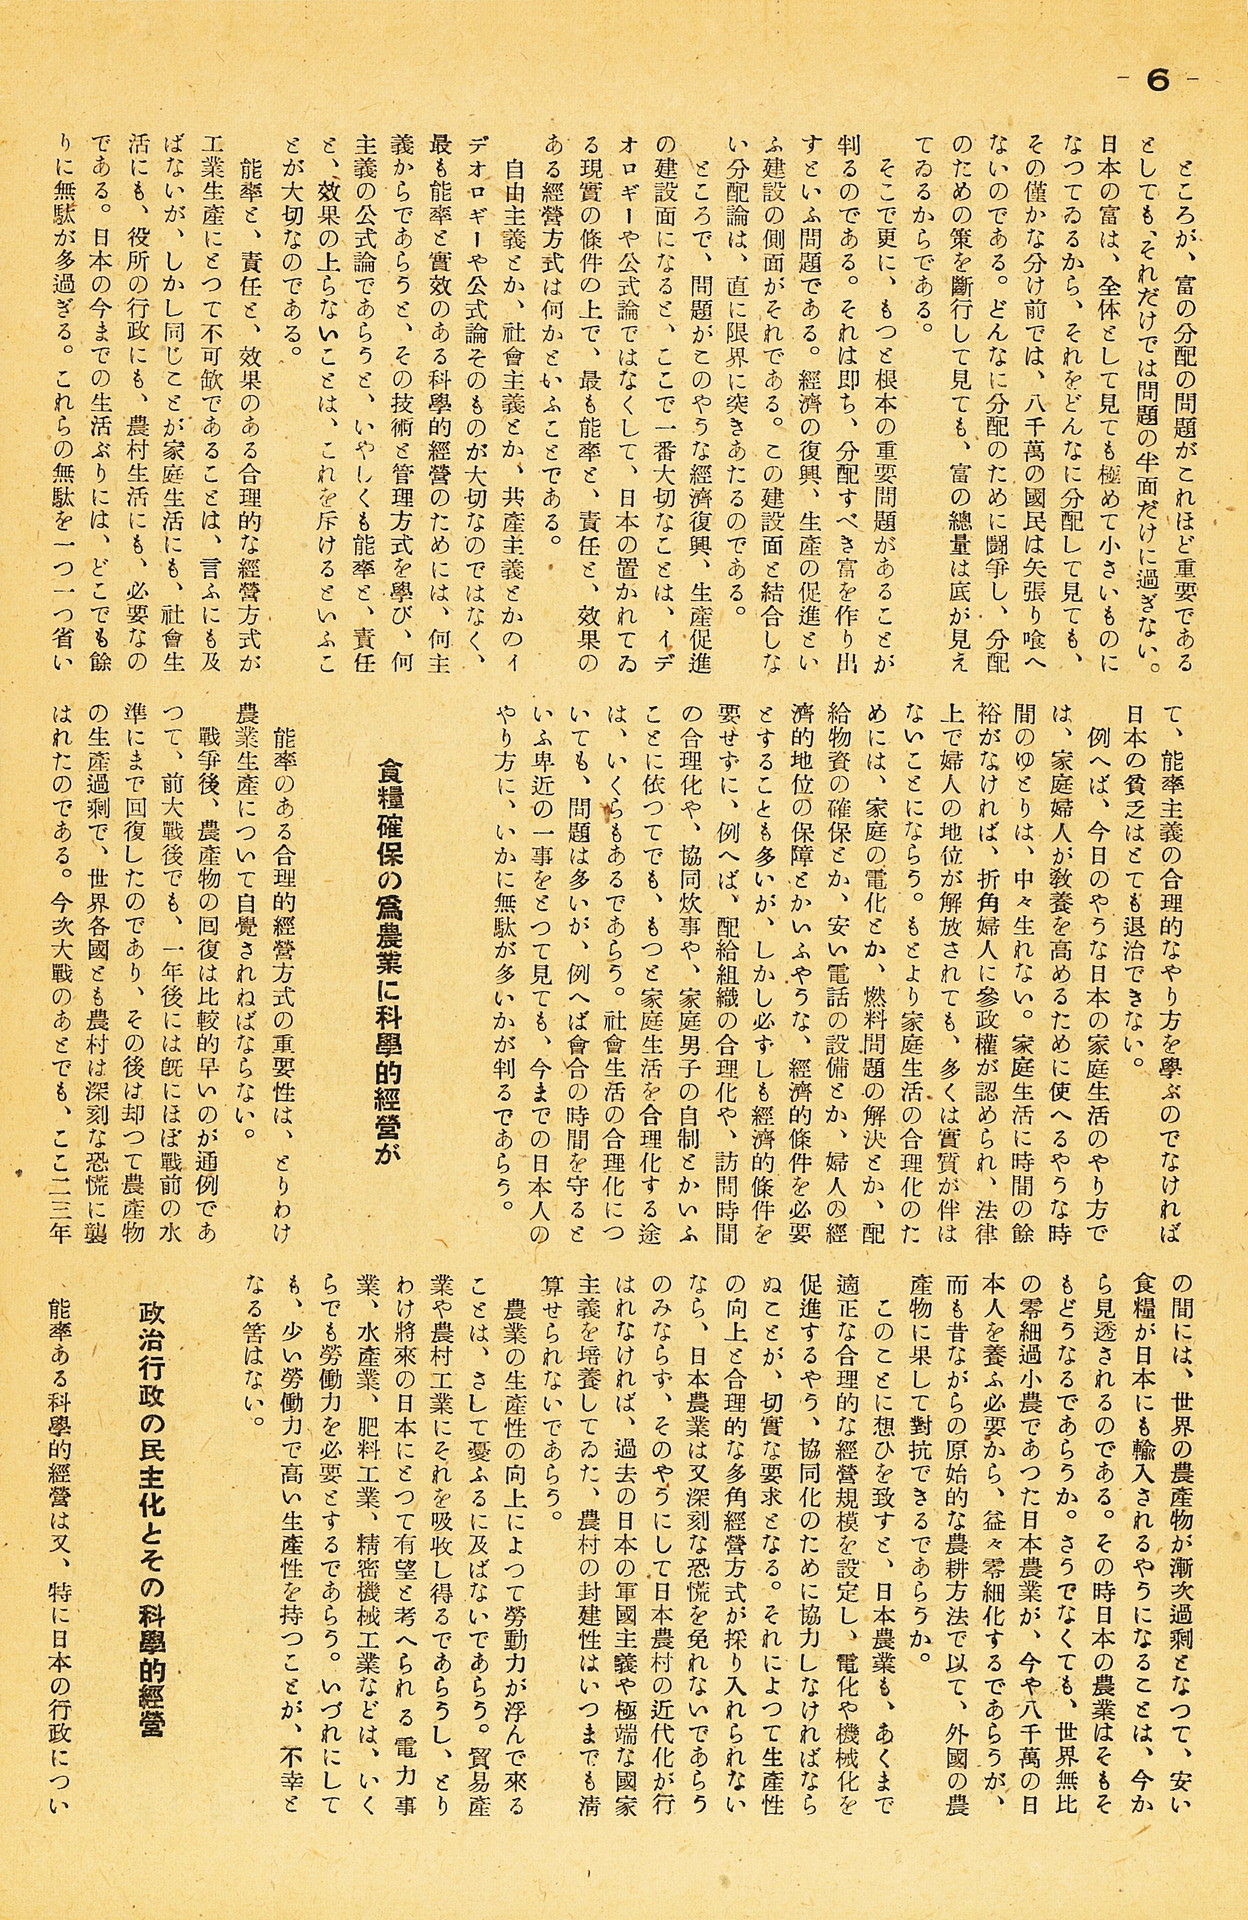 - 6 -
ところが、富の分配の問題がこれほど重要である
としても、それだけでは問題の半面だけに過ぎない。
日本の富は、全体として見ても極めて小さいものに
なつてゐるから、それをどんなに分配して見ても、
その僅かな分け前では、八千萬の國民は矢張り喰へ
ないのである。どんなに分配のために鬪爭し、分配
のための策を斷行して見ても、富の總量は底が見え
てゐるからである。
そこで更に、もつと根本の重要問題があることが
判るのである。それは即ち、分配すべき富を作り出
すといふ問題である。經濟の復興、生産の促進とい
ふ建設の側面がそれである。この建設面と結合しな
い分配論は、直に限界に突きあたるのである。
ところで、問題がこのやうな經濟復興、生産促進
の建設面になると、ここで一番大切なことは、イデ
オロギーや公式論ではなくして、日本の置かれてゐ
る現實の條件の上で、最も能率と、責任と、效果の
ある經營方式は何かといふことである。
自由主義とか、社會主義とか、共產主義とかのイ
デオロギーや公式論そのものが大切なのではなく、
最も能率と實效のある科學的經營のためには、何主
義からであらうと、その技術と管理方式を學び、何
主義の公式論であらうと、いやしくも能率と、責任
と、效果の上らないことは、これを斥けるといふこ
とが大切なのである。
能率と、責任と、效果のある合理的な經營方式が
工業生産にとつて不可缺であることは、言ふにも及
ばないが、しかし同じことが家庭生活にも、社會生
活にも、役所の行政にも、農村生活にも、必要なの
である。日本の今までの生活ぶりには、どこでも餘
りに無駄が多過ぎる。これらの無駄を一つ一つ省い
て、能率主義の合理的なやり方を學ぶのでなければ
日本の貧乏はとても退治できない。
例へば、今日のやうな日本の家庭生活のやり方で
は、家庭婦人が敎養を高めるために使へるやうな時
間のゆとりは、中々生れない。家庭生活に時間の餘
裕がなければ、折角婦人に參政權が認められ、法律
上で婦人の地位が解放されても、多くは實質が伴は
ないことにならう。もとより家庭生活の合理化のた
めには、家庭の電化とか、燃料問題の解決とか、配
給物資の確保とか、安い電話の設備とか、婦人の經
濟的地位の保障とかいふやうな、經濟的條件を必要
とすることも多いが、しかし必ずしも經濟的條件を
要せずに、例へば、配給組織の合理化や、訪問時間
の合理化や、協同炊事や、家庭男子の自制とかいふ
ことに依つてでも、もつと家庭生活を合理化する途
は、いくらもあるであらう。社會生活の合理化につ
いても、問題は多いが、例へば會合の時間を守ると
いふ卑近の一事をとつて見ても、今までの日本人の
やり方に、いかに無駄が多いかが判るであらう。
食糧確保の爲農業に科學的經營が
能率のある合理的經營方式の重要性は、とりわけ
農業生産について自覺されねばならない。
戰爭後、農產物の回復は比較的早いのが通例であ
つて、前大戰後でも、一年後には旣にほぼ戰前の水
準にまで回復したのであり、その後は却つて農產物
の生產過剩で、世界各國とも農村は深刻な恐慌に襲
はれたのである。今次大戰のあとでも、ここ二三年
の間には、世界の農產物が漸次過剩となつて、安い
食糧が日本にも輸入されるやうになることは、今か
ら見透されるのである。その時日本の農業はそもそ
もどうなるであらうか。さうでなくても、世界無比
の零細過小農であつた日本農業が、今や八千萬の日
本人を養ふ必要から、益々零細化するであらうが、
而も昔ながらの原始的な農耕方法で以て、外國の農
產物に果して對抗できるであらうか。
このことに想ひを致すと、日本農業も、あくまで
適正な合理的な經營規模を設定し、電化や機械化を
促進するやう、協同化のために協力しなければなら
ぬことが、切實な要求となる。それによつて生產性
の向上と合理的な多角經營方式が採り入れられない
なら、日本農業は又深刻な恐慌を免れないであらう
のみならず、そのやうにして日本農村の近代化が行
はれなければ、過去の日本の軍國主義や極端な國家
主義を培養してゐた、農村の封建性はいつまでも淸
算せられないであらう。
農業の生產性の向上によつて勞動力が浮んで來る
ことは、さして憂ふるに及ばないであらう。貿易產
業や農村工業にそれを吸收し得るであらうし、とり
わけ將來の日本にとつて有望と考へられる電力事
業、水產業、肥料工業、精密機械工業などは、いく
らでも勞働力を必要とするであらう。いづれにして
も、少い勞働力で高い生產性を持つことが、不幸と
なる筈はない。
政治行政の民主化とその科學的經營
能率ある科學的經營は又、特に日本の行政につい